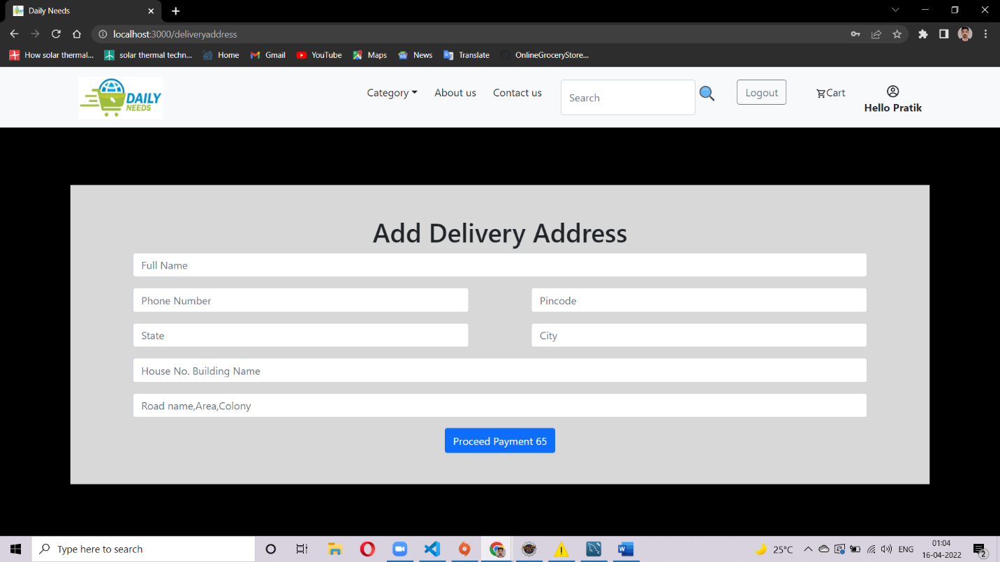 Daily Needs
localhost:3000/deliveryaddress
How solar thermal... solar thermal techn... Home Gmail YouTube Maps News Translate OnlineGroceryStore...
DAILY NEEDS
Category About us Contact us Search Logout Cart
Hello Pratik
Add Delivery Address
Full Name
Phone Number Pincode
State City
House No. Building Name
Road name,Area,Colony
Proceed Payment 65
Type here to search
25°C ENG
01:04
16-04-2022
2